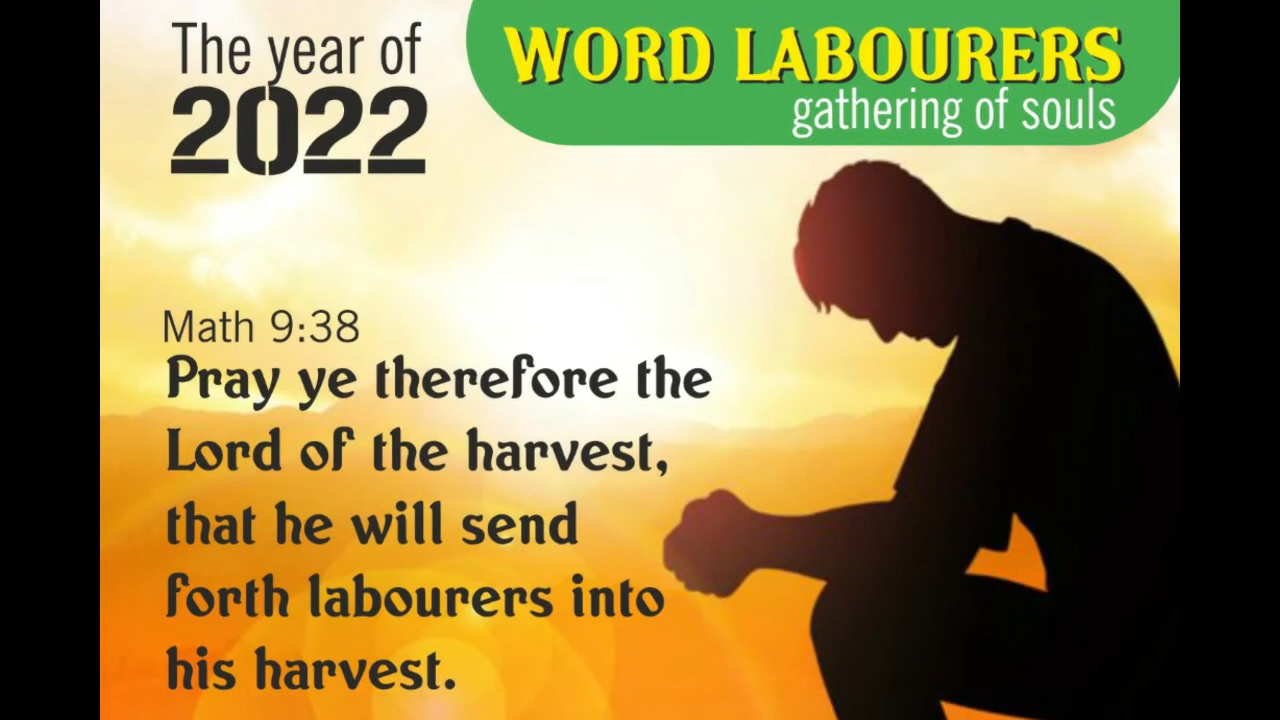 The year of
2022
WORD LABOURERS
gathering of souls
Math 9:38
Pray ye therefore the
Lord of the harvest,
that he will send
forth labourers into
his harvest.